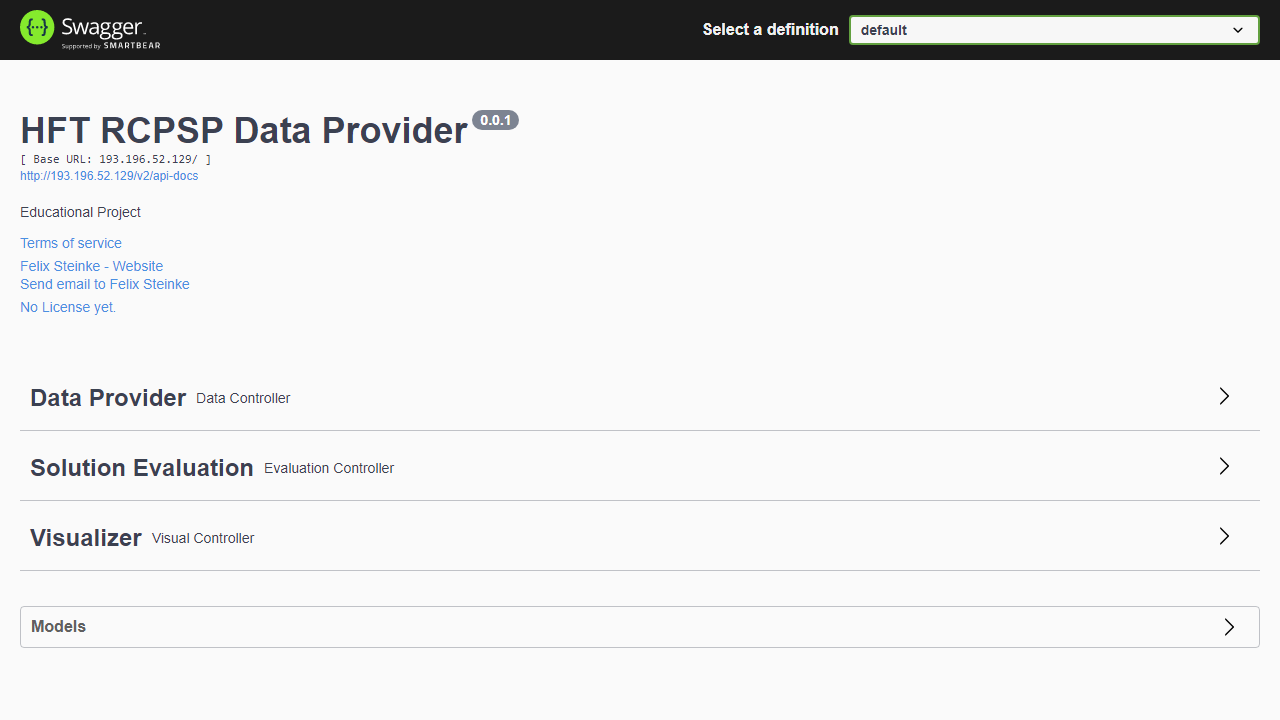 Swagger
Supported by SMARTBEAR
Select a definition
default
HFT RCPSP Data Provider 0.0.1
[ Base URL: 193.196.52.129/ ]
http://193.196.52.129/v2/api-docs
Educational Project
Terms of service
Felix Steinke - Website
Send email to Felix Steinke
No License yet.
Data Provider Data Controller
Solution Evaluation Evaluation Controller
Visualizer Visual Controller
Models